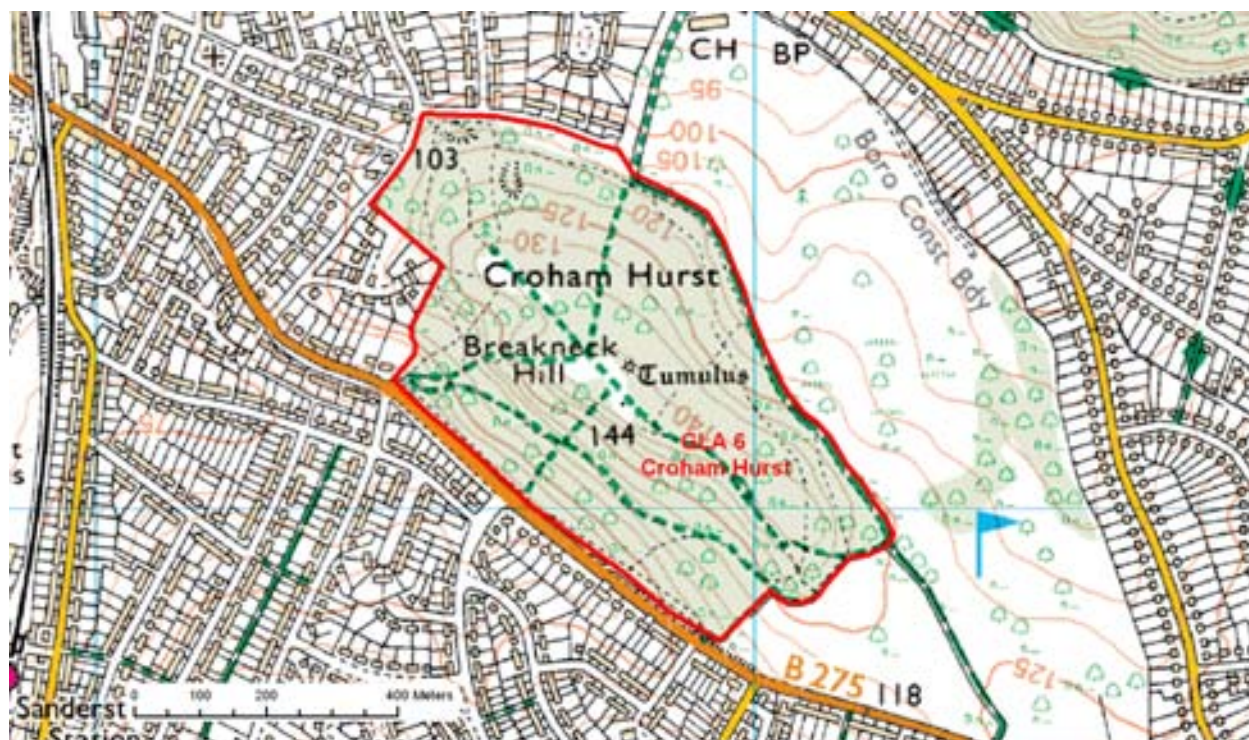 CH
BP
95
100
105
103
120
125
130
Boro Const Bdy
Croham Hurst
Breakneck
Hill
Tumulus
140
144
GLA 6
Croham Hurst
75
t
s
B 275
118
125
0 100 200 400 Meters
Sanderst
Station